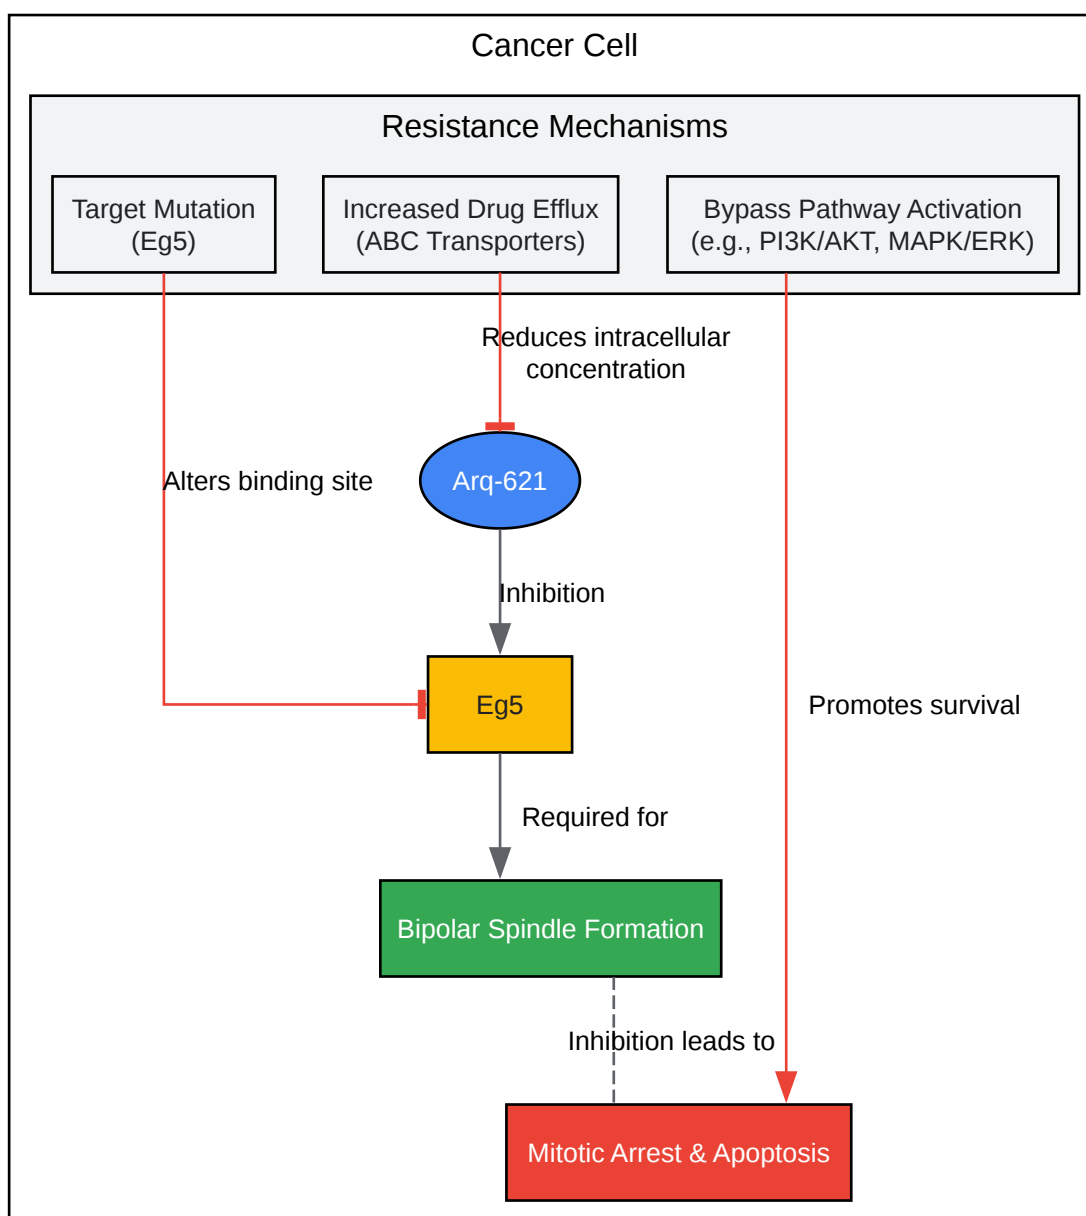 Cancer Cell
Resistance Mechanisms
Target Mutation
(Eg5)
Increased Drug Efflux
(ABC Transporters)
Bypass Pathway Activation
(e.g., PI3K/AKT, MAPK/ERK)
Reduces intracellular
concentration
Alters binding site
Arq-621
Inhibition
Eg5
Promotes survival
Required for
Bipolar Spindle Formation
Inhibition leads to
Mitotic Arrest & Apoptosis